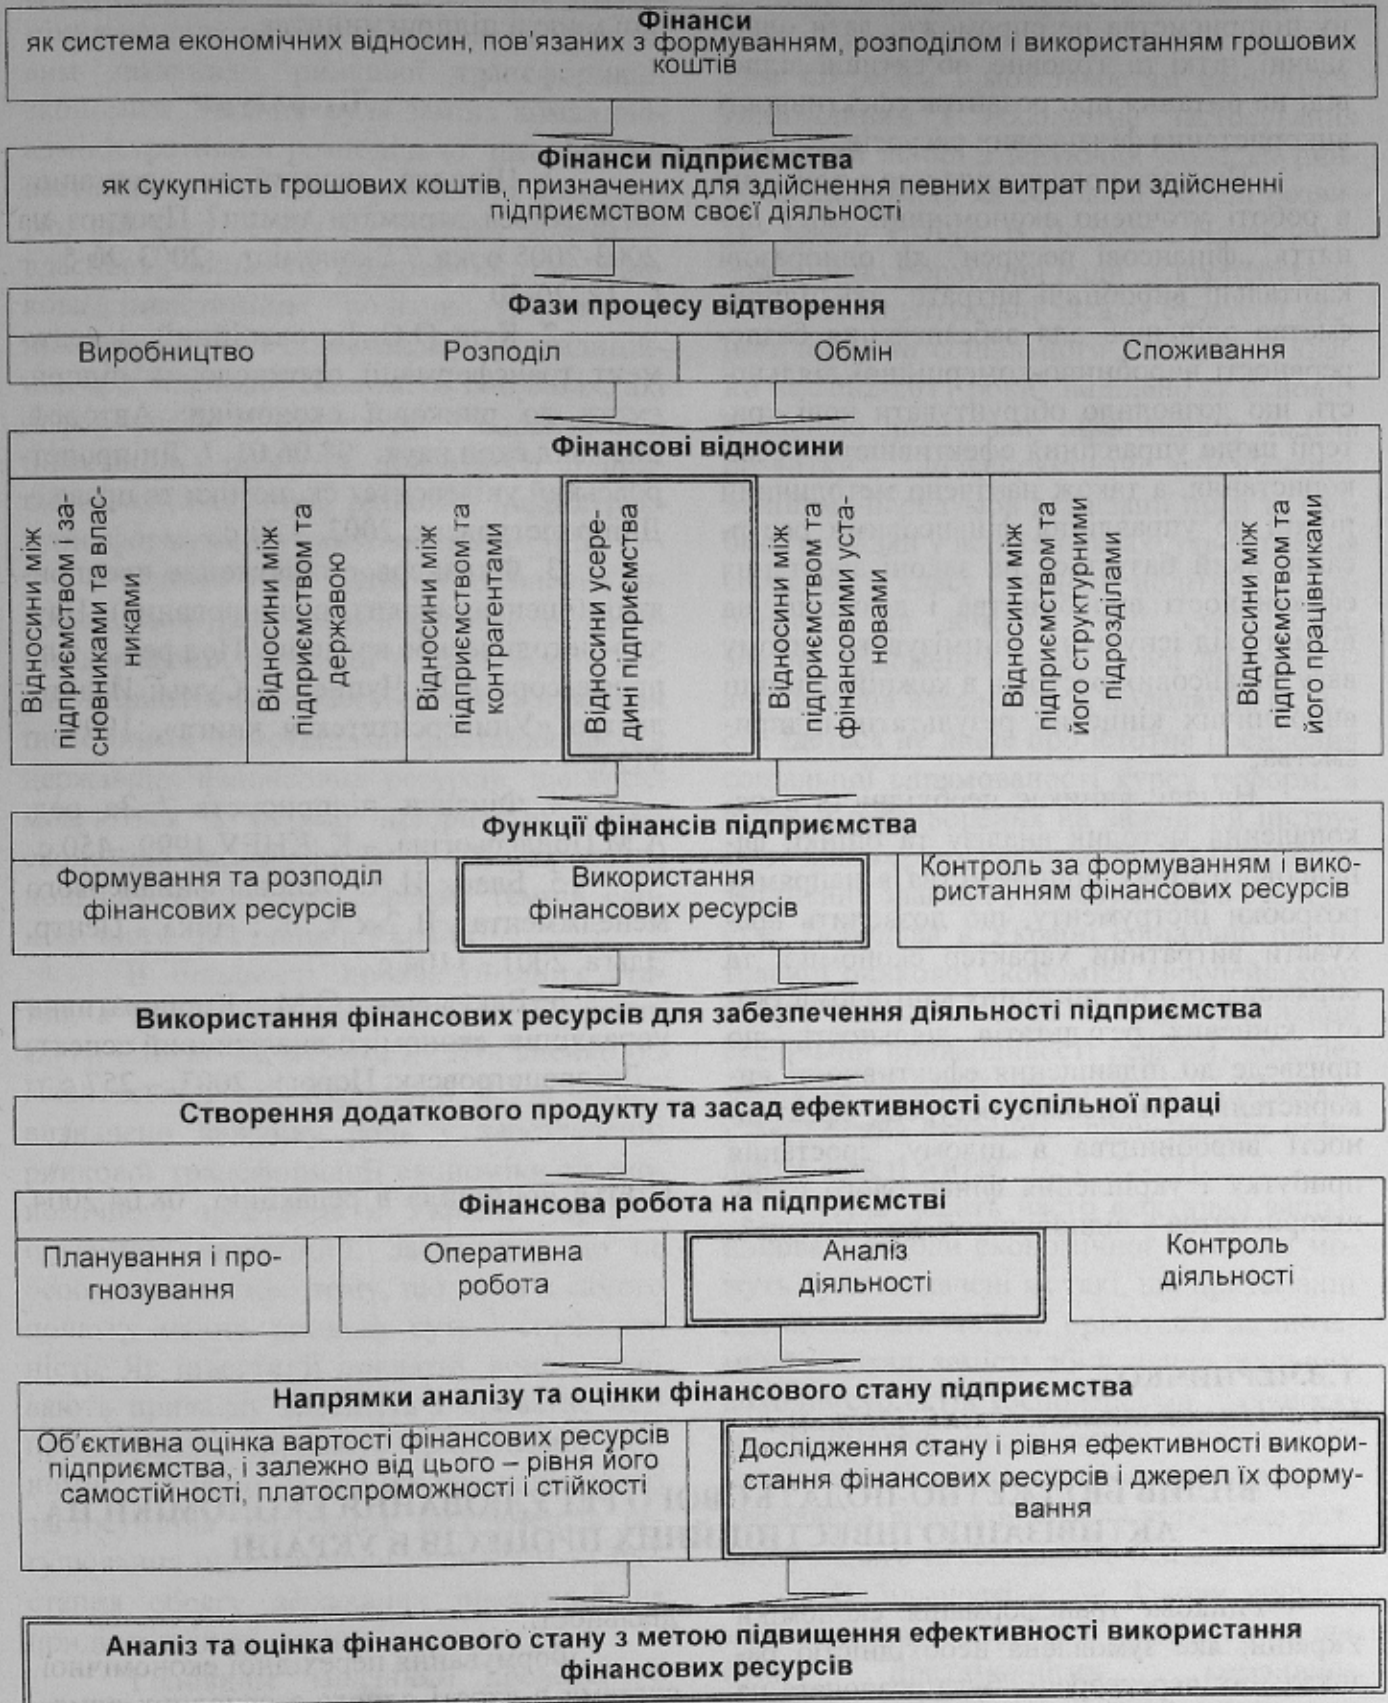 Фінанси
як система економічних відносин, пов'язаних з формуванням, розподілом і використанням грошових
коштів
Фінанси підприємства
як сукупність грошових коштів, призначених для здійснення певних витрат при здійсненні
підприємством своєї діяльності
Фази процесу відтворення
Виробництво
Розподіл
Обмін
Споживання
Фінансові відносини
Відносини між
підприємством і за-
сновниками та влас-
никами
Відносини між
підприємством та
державою
Відносини між
підприємством та
контрагентами
Відносини усере-
дині підприємства
Відносини між
підприємством та
фінансовими уста-
новами
Відносини між
підприємством та
його структурними
підрозділами
Відносини між
підприємством та
його працівниками
Функції фінансів підприємства
Формування та розподіл
фінансових ресурсів
Використання
фінансових ресурсів
Контроль за формуванням і вико-
ристанням фінансових ресурсів
Використання фінансових ресурсів для забезпечення діяльності підприємства
Створення додаткового продукту та засад ефективності суспільної праці
Фінансова робота на підприємстві
Планування і про-
гнозування
Оперативна
робота
Аналіз
діяльності
Контроль
діяльності
Напрямки аналізу та оцінки фінансового стану підприємства
Об'єктивна оцінка вартості фінансових ресурсів
підприємства, і залежно від цього – рівня його
самостійності, платоспроможності і стійкості
Дослідження стану і рівня ефективності викори-
стання фінансових ресурсів і джерел їх форму-
вання
Аналіз та оцінка фінансового стану з метою підвищення ефективності використання
фінансових ресурсів